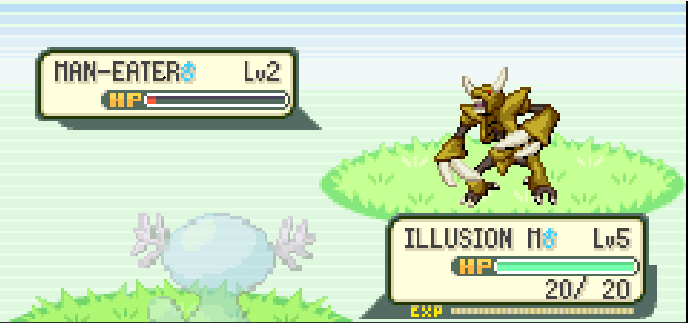 MAN-EATER♂ Lv2
HP
ILLUSION M♂ Lv5
HP
20/ 20
EXP